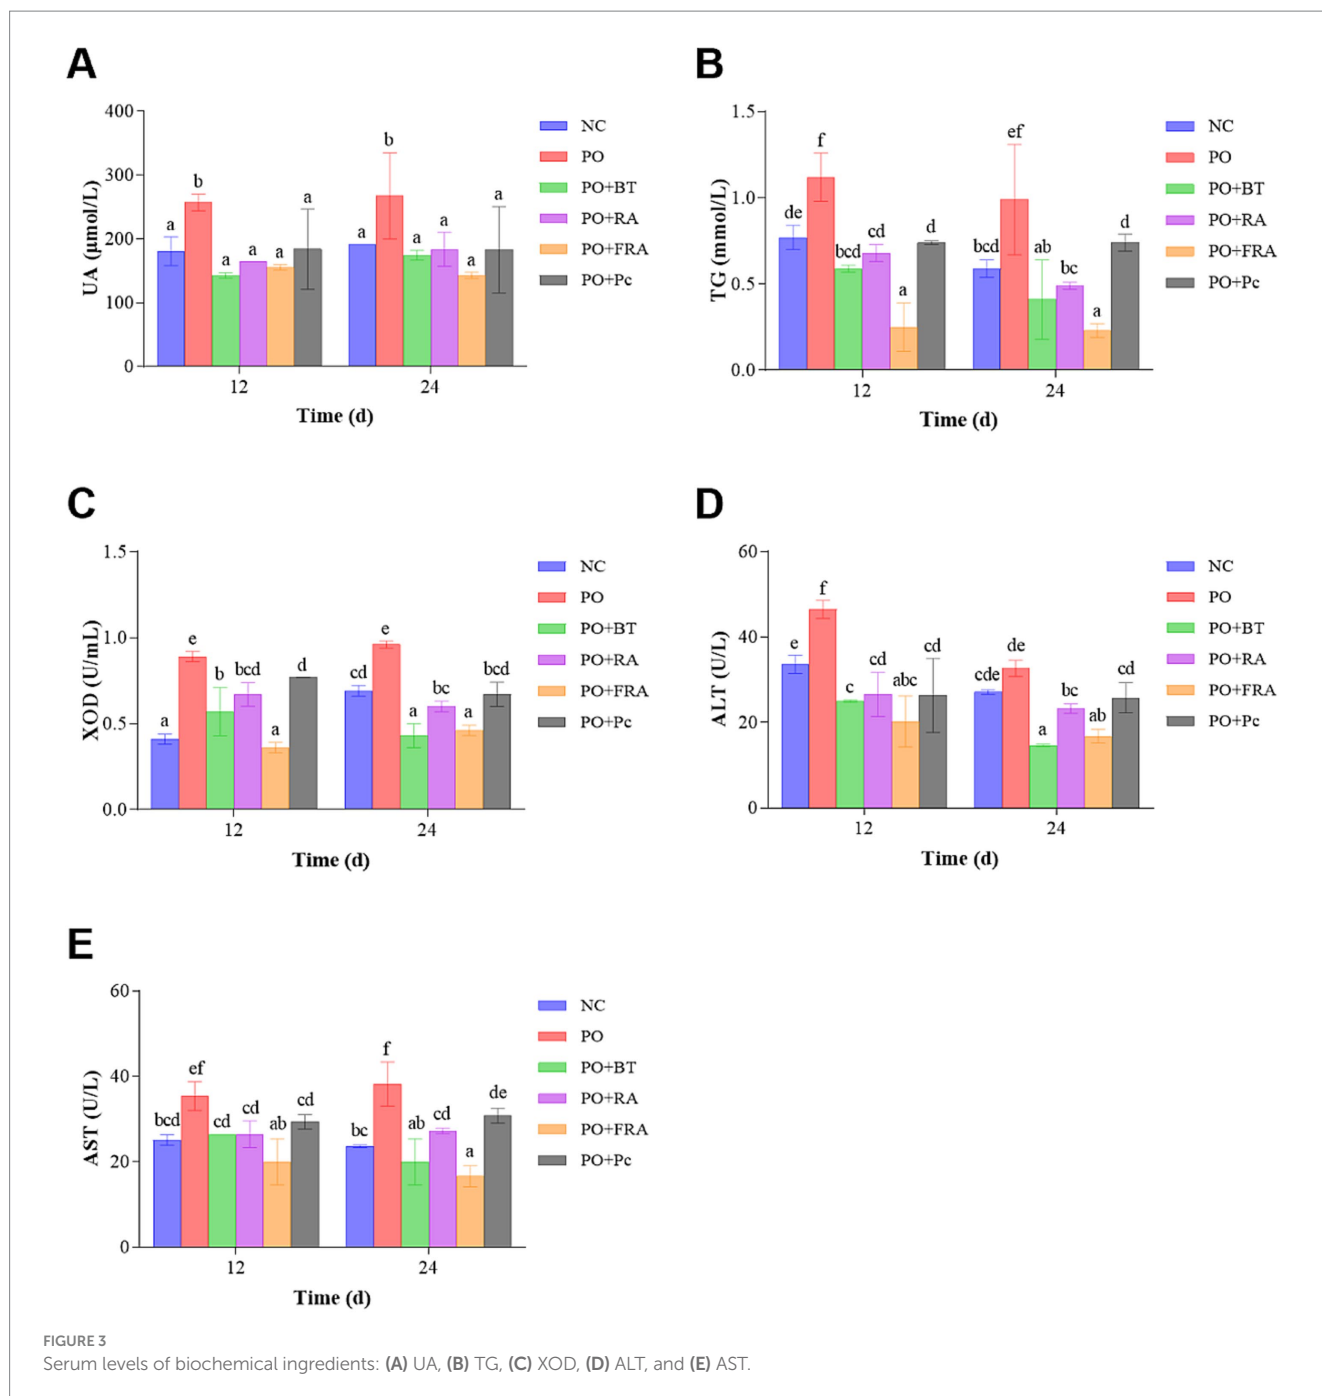 A
B
UA (µmol/L)
400
300
200
100
0
a
b
a
a
a
a
a
b
a
a
a
a
12
24
Time (d)
NC
PO
PO+BT
PO+RA
PO+FRA
PO+Pc
TG (mmol/L)
1.5
1.0
0.5
0.0
de
f
bcd
cd
a
d
bcd
ef
ab
bc
a
d
12
24
Time (d)
NC
PO
PO+BT
PO+RA
PO+FRA
PO+Pc
C
D
XOD (U/mL)
1.5
1.0
0.5
0.0
a
e
b
bcd
a
d
cd
e
a
bc
a
bcd
12
24
Time (d)
NC
PO
PO+BT
PO+RA
PO+FRA
PO+Pc
ALT (U/L)
60
40
20
0
e
f
c
cd
abc
cd
cde
de
a
bc
ab
cd
12
24
Time (d)
NC
PO
PO+BT
PO+RA
PO+FRA
PO+Pc
E
AST (U/L)
60
40
20
0
bcd
ef
cd
cd
ab
cd
bc
f
ab
cd
a
de
12
24
Time (d)
NC
PO
PO+BT
PO+RA
PO+FRA
PO+Pc
FIGURE 3
Serum levels of biochemical ingredients: (A) UA, (B) TG, (C) XOD, (D) ALT, and (E) AST.